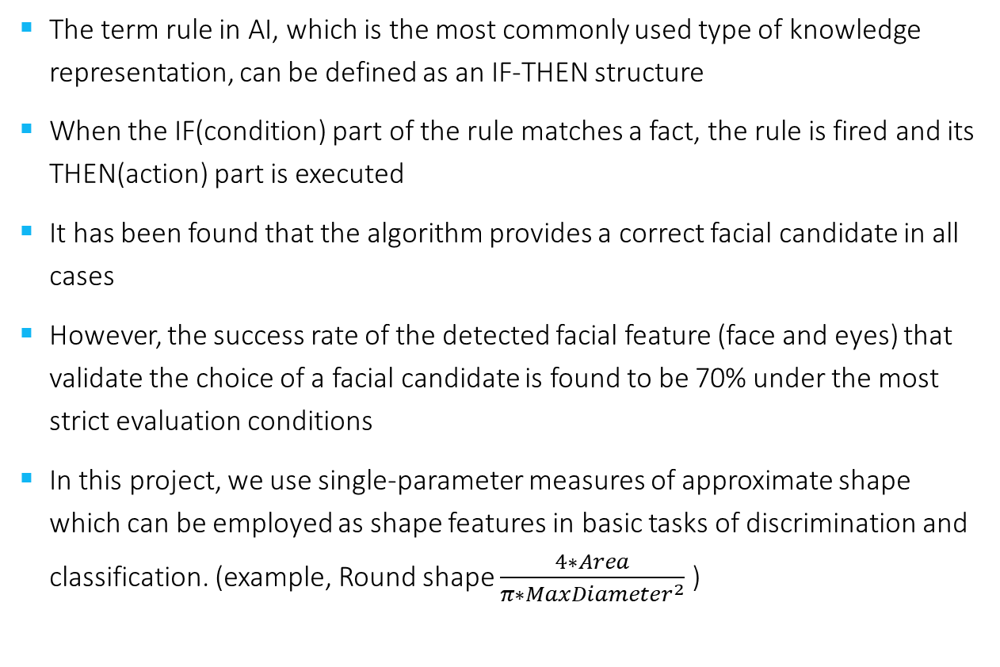 ▪ The term rule in AI, which is the most commonly used type of knowledge
representation, can be defined as an IF-THEN structure
▪ When the IF(condition) part of the rule matches a fact, the rule is fired and its
THEN(action) part is executed
▪ It has been found that the algorithm provides a correct facial candidate in all
cases
▪ However, the success rate of the detected facial feature (face and eyes) that
validate the choice of a facial candidate is found to be 70% under the most
strict evaluation conditions
▪ In this project, we use single-parameter measures of approximate shape
which can be employed as shape features in basic tasks of discrimination and
classification. (example, Round shape $\frac{4*Area}{\pi*MaxDiameter^2}$ )